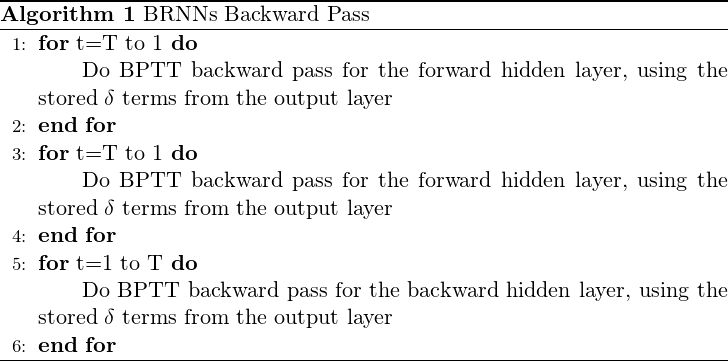 Algorithm 1 BRNNs Backward Pass
1: for t=T to 1 do
Do BPTT backward pass for the forward hidden layer, using the
stored δ terms from the output layer
2: end for
3: for t=T to 1 do
Do BPTT backward pass for the forward hidden layer, using the
stored δ terms from the output layer
4: end for
5: for t=1 to T do
Do BPTT backward pass for the backward hidden layer, using the
stored δ terms from the output layer
6: end for